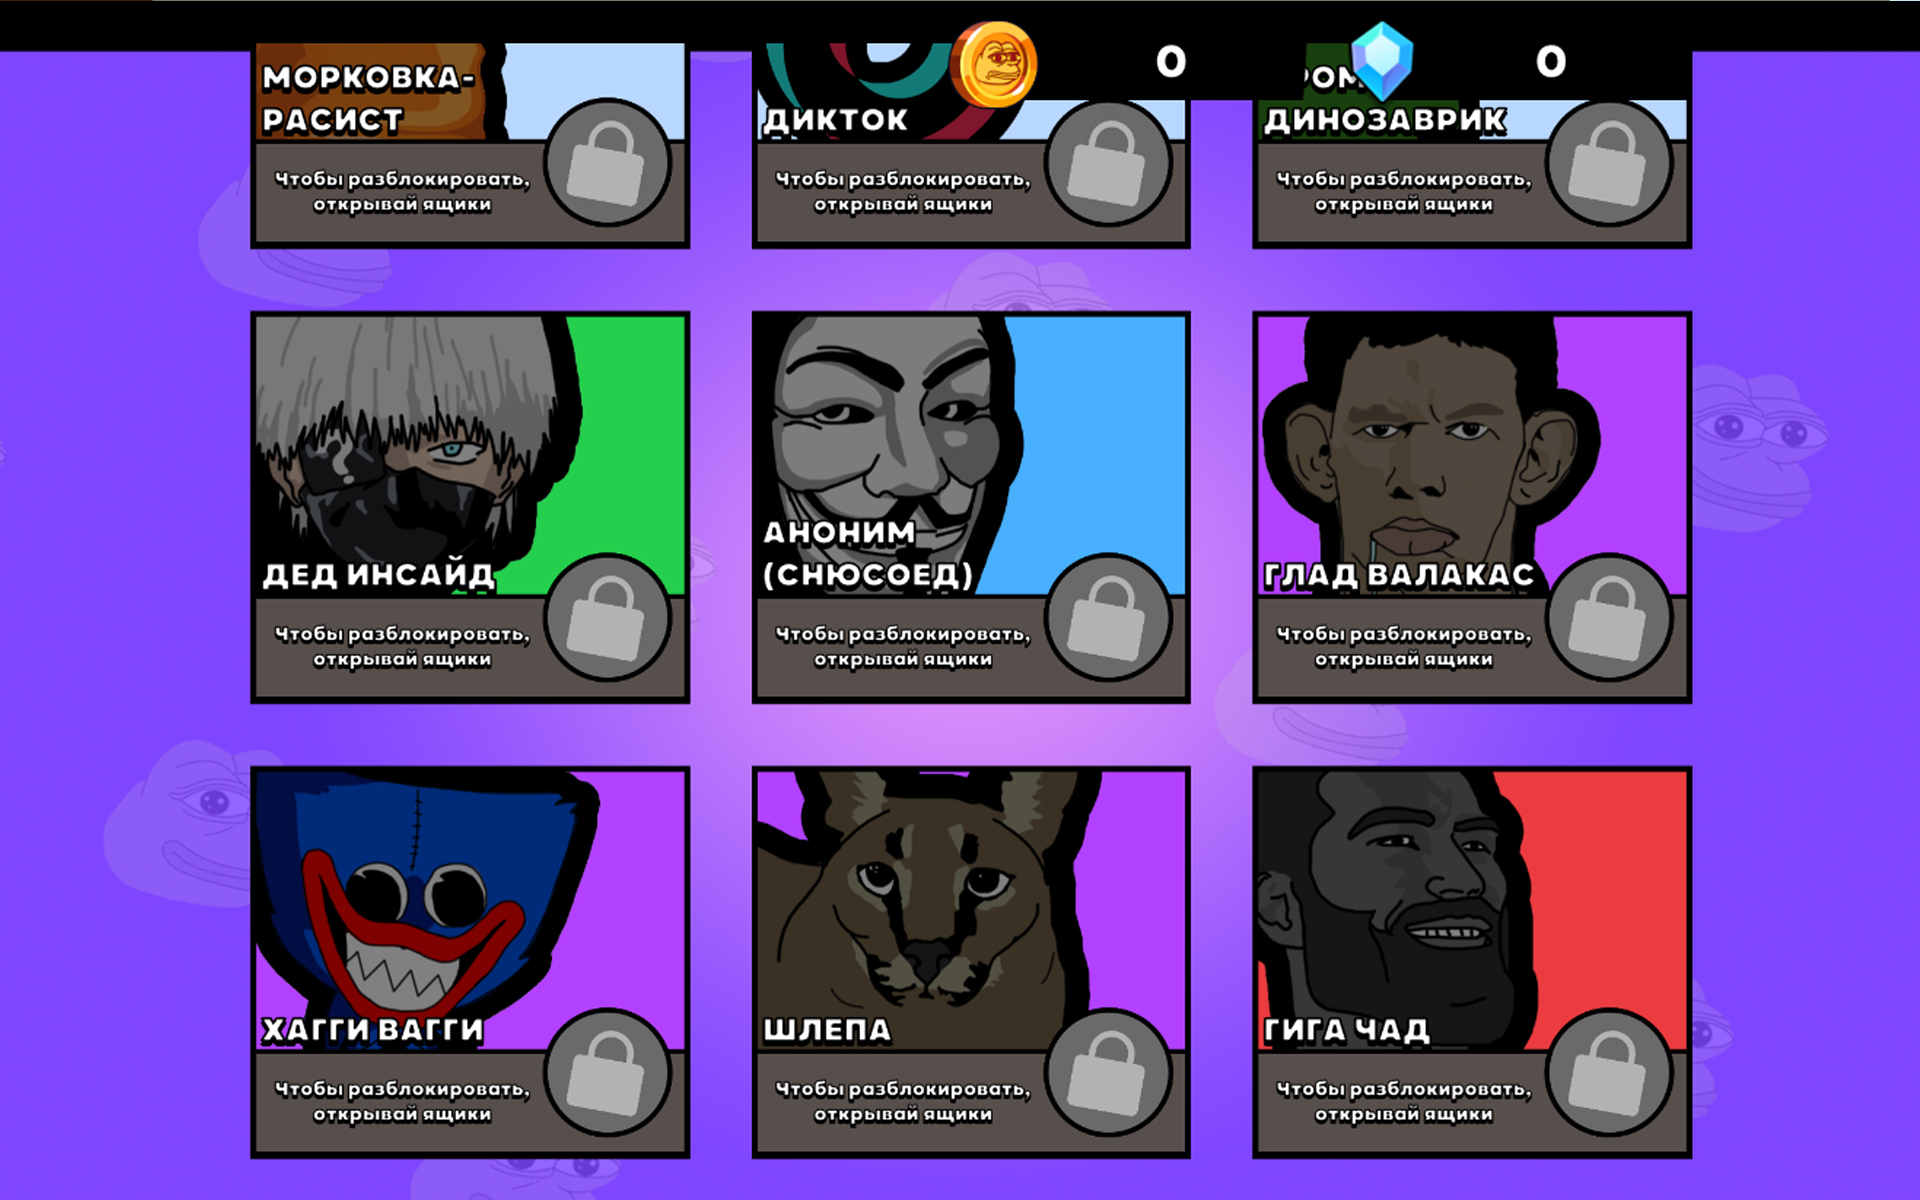 0
0
МОРКОВКА-
РАСИСТ
Чтобы разблокировать,
открывай ящики
ДИКТОК
Чтобы разблокировать,
открывай ящики
ДИНОЗАВРИК
Чтобы разблокировать,
открывай ящики
ДЕД ИНСАЙД
Чтобы разблокировать,
открывай ящики
АНОНИМ
(СНЮСОЕД)
Чтобы разблокировать,
открывай ящики
ГЛАД ВАЛАКАС
Чтобы разблокировать,
открывай ящики
ХАГГИ ВАГГИ
Чтобы разблокировать,
открывай ящики
ШЛЕПА
Чтобы разблокировать,
открывай ящики
ГИГА ЧАД
Чтобы разблокировать,
открывай ящики